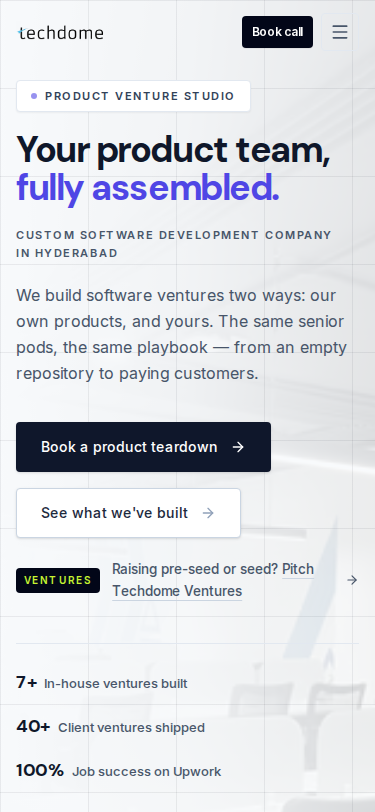 techdome
Book call
PRODUCT VENTURE STUDIO
Your product team,
fully assembled.
CUSTOM SOFTWARE DEVELOPMENT COMPANY
IN HYDERABAD
We build software ventures two ways: our
own products, and yours. The same senior
pods, the same playbook — from an empty
repository to paying customers.
Book a product teardown →
See what we've built →
VENTURES
Raising pre-seed or seed? Pitch
Techdome Ventures →
7+ In-house ventures built
40+ Client ventures shipped
100% Job success on Upwork